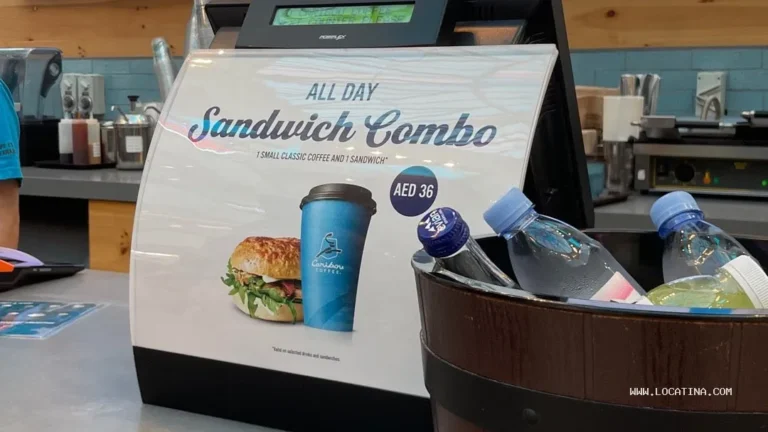 POSIFLEX
ALL DAY
Sandwich Combo
1 SMALL CLASSIC COFFEE AND 1 SANDWICH*
AED 36
Caribou
COFFEE
*Valid on selected drinks and sandwiches
WWW.LOCATINA.COM